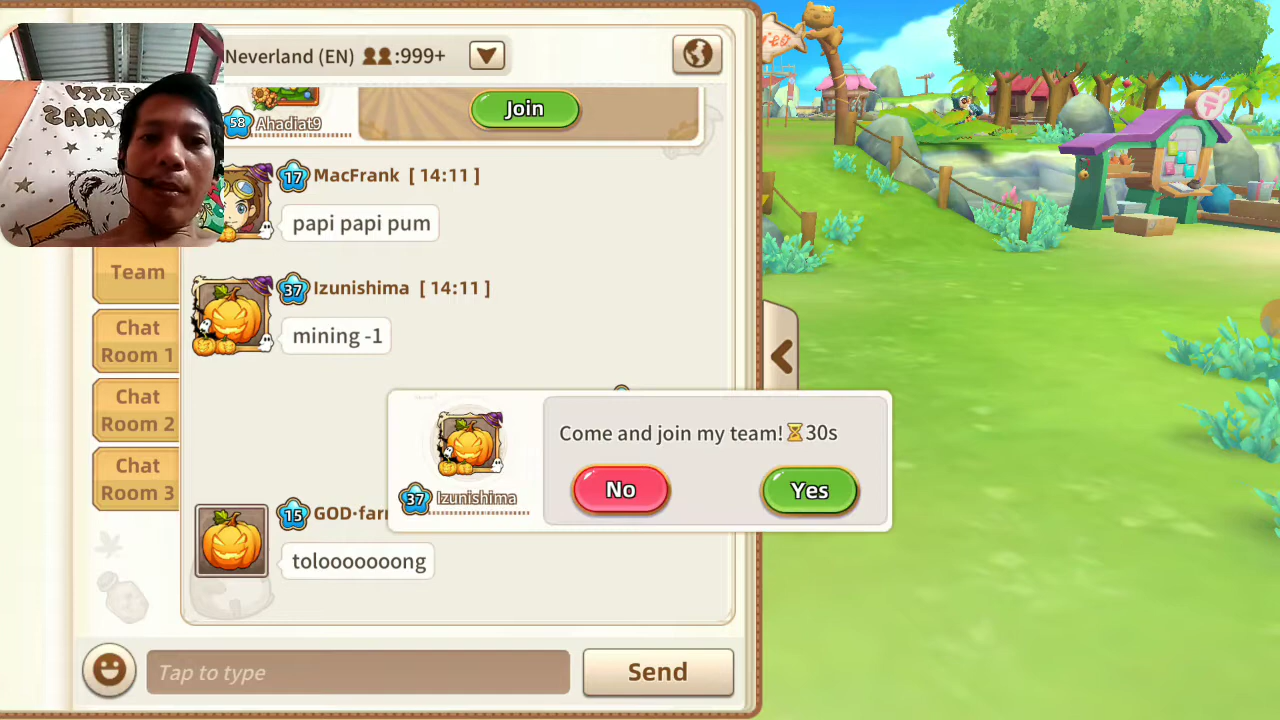 Neverland (EN) :999+
Join
58 Ahadiat9
17 MacFrank [ 14:11 ]
papi papi pum
Team
37 Izunishima [ 14:11 ]
mining -1
Chat
Room 1
Chat
Room 2
Come and join my team! 30s
No
Yes
37 Izunishima
Chat
Room 3
15 GOD·farr
toloooooooong
Tap to type
Send